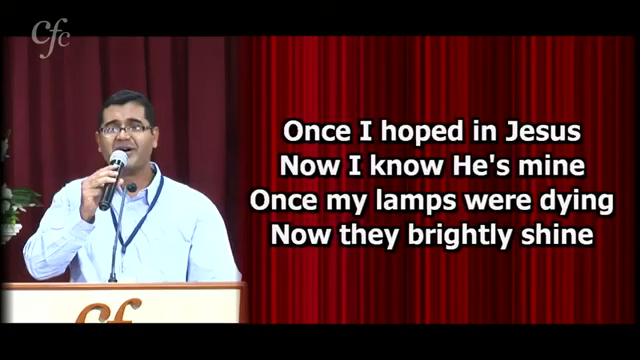 cfc
Once I hoped in Jesus
Now I know He's mine
Once my lamps were dying
Now they brightly shine
cfc